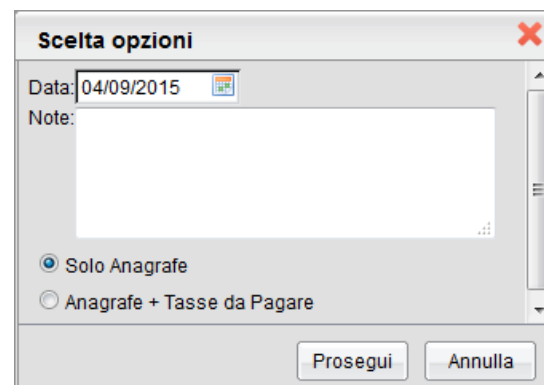 Scelta opzioni
Data: 04/09/2015
Note:
Solo Anagrafe
Anagrafe + Tasse da Pagare
Prosegui Annulla